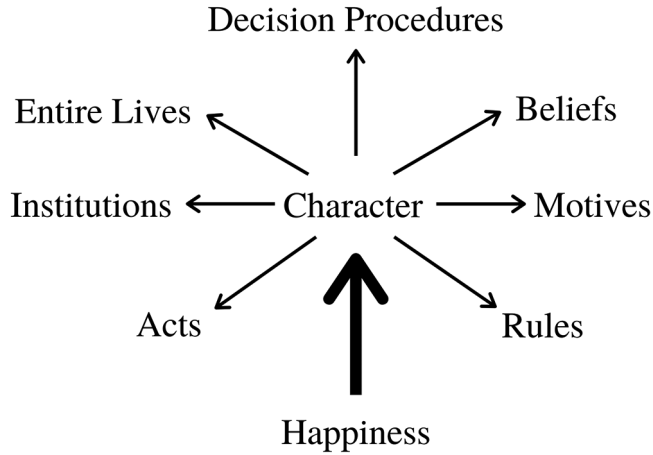 Decision Procedures
Entire Lives
Beliefs
Institutions
Character
Motives
Acts
Rules
Happiness